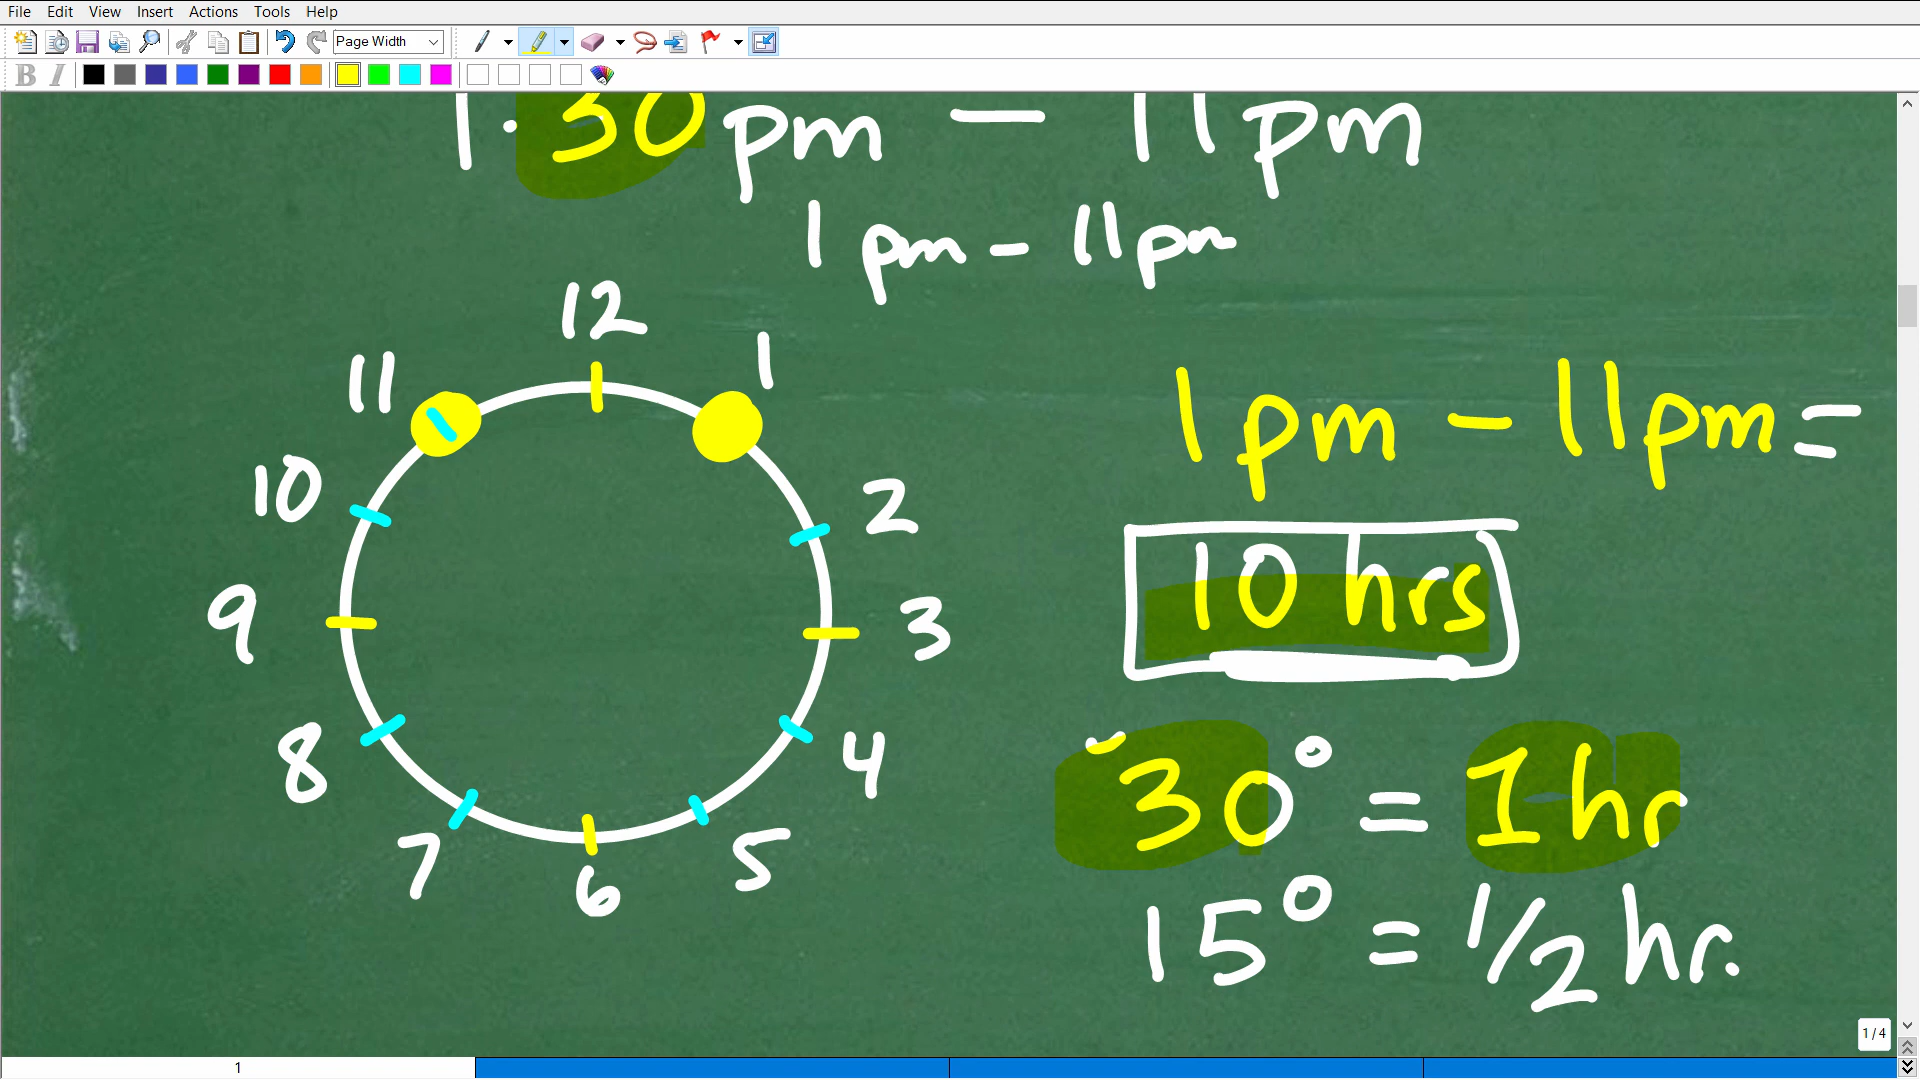 File Edit View Insert Actions Tools Help
Page Width
B I
1.30 pm - 11 pm
1 pm - 11 pm
12
11
1
10
2
9
3
8
4
7
5
6
1 pm - 11 pm =
10 hrs
30° = 1 hr
15° = 1/2 hr.
1 / 4
1